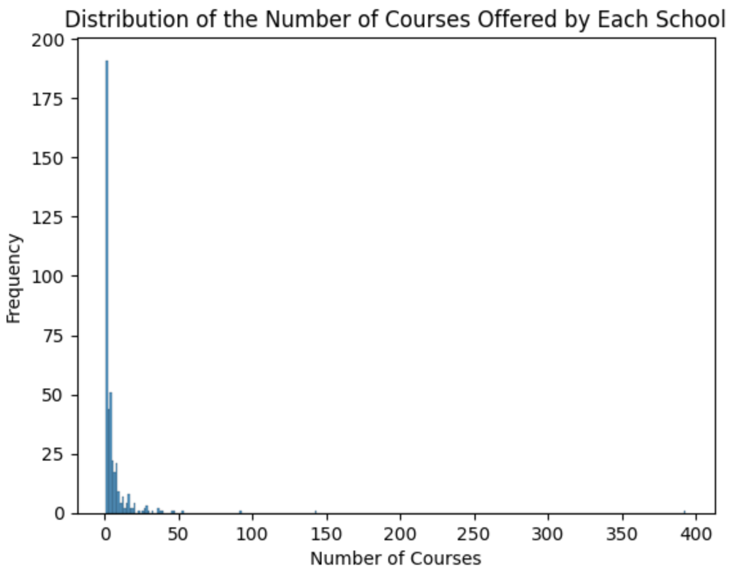 Distribution of the Number of Courses Offered by Each School
200
175
150
125
100
75
50
25
0
Frequency
0 50 100 150 200 250 300 350 400
Number of Courses